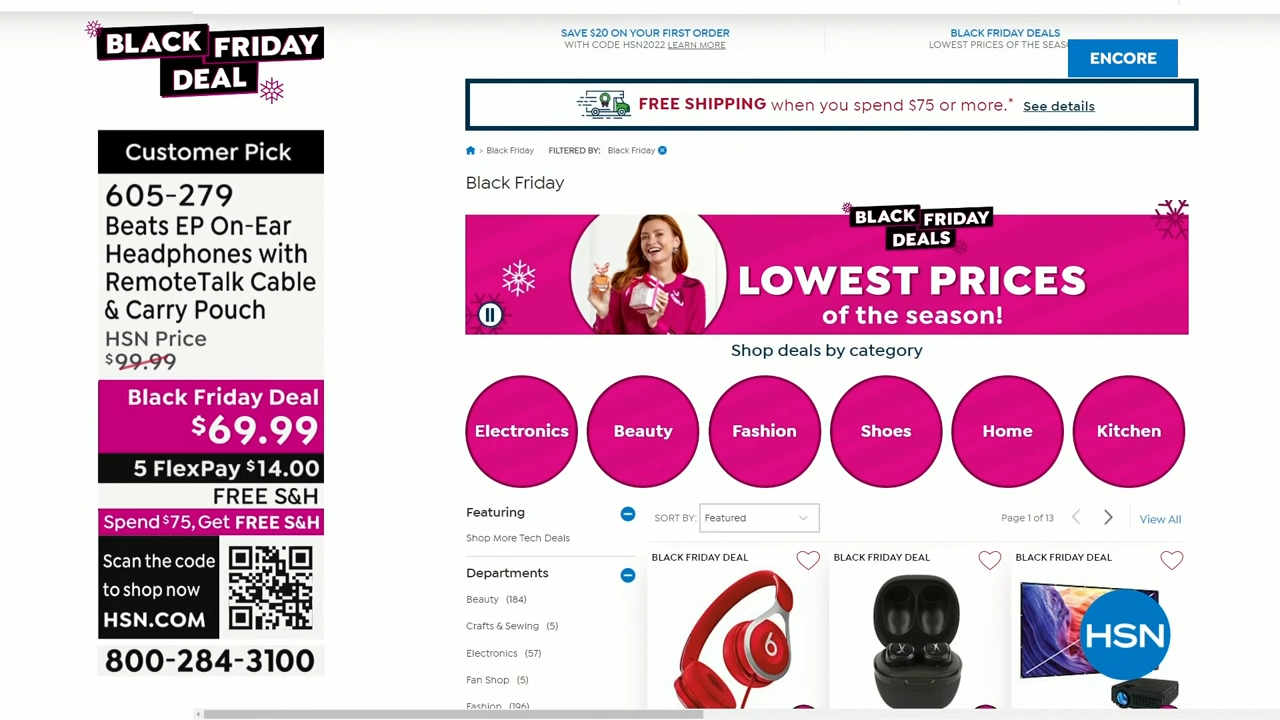 BLACK FRIDAY
DEAL
Customer Pick
605-279
Beats EP On-Ear
Headphones with
RemoteTalk Cable
& Carry Pouch
HSN Price
$99.99
Black Friday Deal
$69.99
5 FlexPay $14.00
FREE S&H
Spend $75, Get FREE S&H
Scan the code
to shop now
HSN.COM
800-284-3100
SAVE $20 ON YOUR FIRST ORDER
WITH CODE HSN2022 LEARN MORE
BLACK FRIDAY DEALS
LOWEST PRICES OF THE SEAS
ENCORE
FREE SHIPPING when you spend $75 or more.* See details
> Black Friday FILTERED BY: Black Friday
Black Friday
BLACK FRIDAY
DEALS
LOWEST PRICES
of the season!
Shop deals by category
Electronics Beauty Fashion Shoes Home Kitchen
Featuring
Shop More Tech Deals
Departments
Beauty (184)
Crafts & Sewing (5)
Electronics (57)
Fan Shop (5)
Fashion (196)
SORT BY: Featured Page 1 of 13 View All
BLACK FRIDAY DEAL BLACK FRIDAY DEAL BLACK FRIDAY DEAL
HSN